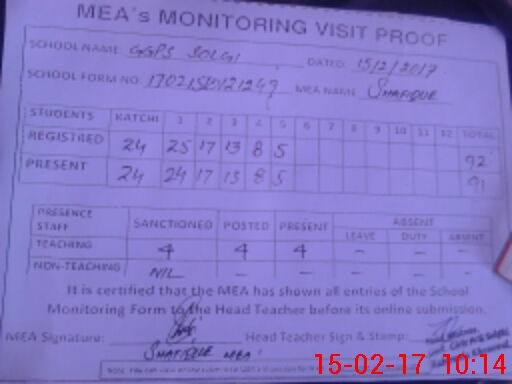 MEA's MONITORING VISIT PROOF
SCHOOL NAME: GGPS SOLGI DATED: 15/2/2017
SCHOOL FORM NO: MEA NAME SHAFIQUE
STUDENTS KATCHI 1 2 3 4 5 6 7 8 9 10 11 12 TOTAL
REGISTRED 24 25 17 13 8 5 92
PRESENT 24 24 17 13 8 5 91
PRESENCE STAFF SANCTIONED POSTED PRESENT ABSENT
LEAVE DUTY ABSENT
TEACHING 4 4 4 - - -
NON-TEACHING NIL - - - - -
It is certified that the MEA has shown all entries of the School
Monitoring Form to the Head Teacher before its online submission.
MEA Signature: Head Teacher Sign & Stamp:
SHAFIQUE MEA
15-02-17 10:14